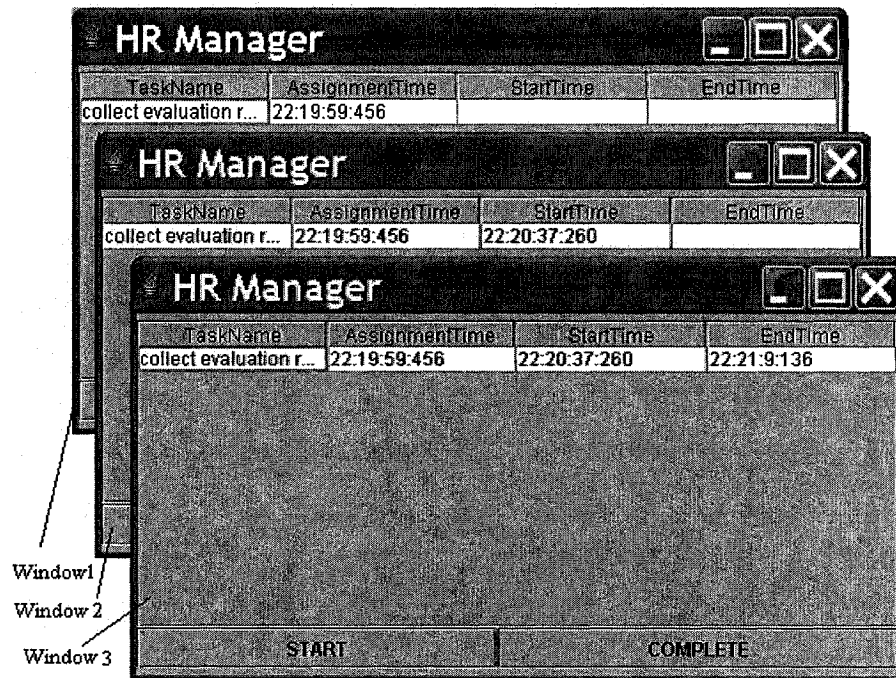 HR Manager
TaskName AssignmentTime StartTime EndTime
collect evaluation r... 22:19:59:456
HR Manager
TaskName AssignmentTime StartTime EndTime
collect evaluation r... 22:19:59:456 22:20:37:260
HR Manager
TaskName AssignmentTime StartTime EndTime
collect evaluation r... 22:19:59:456 22:20:37:260 22:21:9:136
START COMPLETE
Window1
Window 2
Window 3